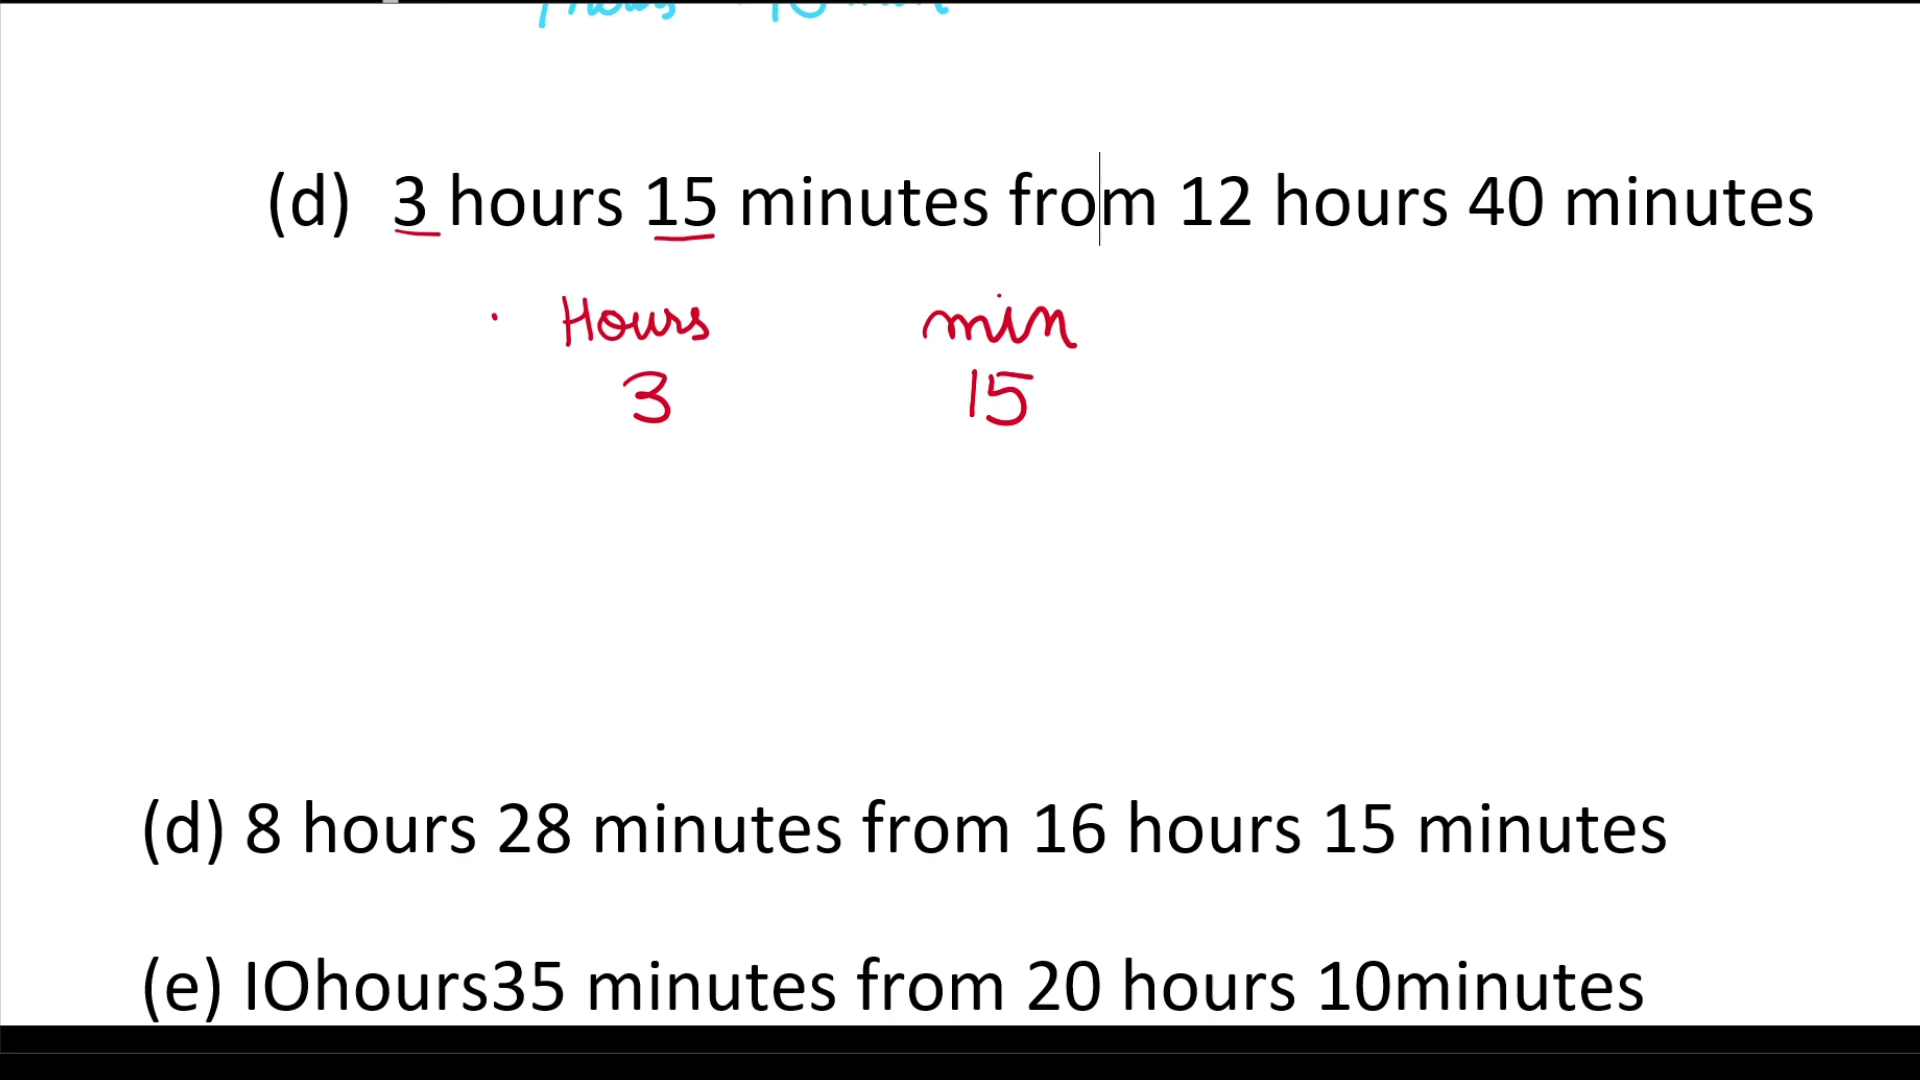 (d) 3 hours 15 minutes from 12 hours 40 minutes
Hours min
3 15
(d) 8 hours 28 minutes from 16 hours 15 minutes
(e) IOhours35 minutes from 20 hours 10minutes